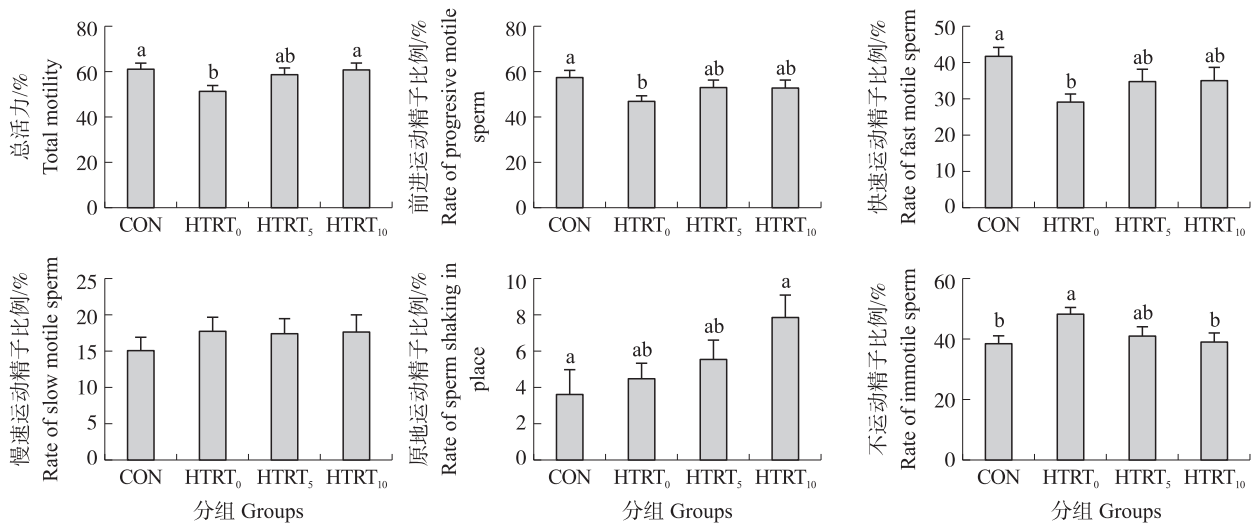 总活力/%
Total motility
80
60
40
20
0
a
b
ab
a
CON
HTRT₀
HTRT₅
HTRT₁₀
前进运动精子比例/%
Rate of progresive motile
sperm
80
60
40
20
0
a
b
ab
ab
CON
HTRT₀
HTRT₅
HTRT₁₀
快速运动精子比例/%
Rate of fast motile sperm
50
40
30
20
10
0
a
b
ab
ab
CON
HTRT₀
HTRT₅
HTRT₁₀
慢速运动精子比例/%
Rate of slow motile sperm
25
20
15
10
5
0
CON
HTRT₀
HTRT₅
HTRT₁₀
分组 Groups
原地运动精子比例/%
Rate of sperm shaking in
place
10
8
6
4
2
0
a
ab
ab
a
CON
HTRT₀
HTRT₅
HTRT₁₀
分组 Groups
不运动精子比例/%
Rate of immotile sperm
60
40
20
0
b
a
ab
b
CON
HTRT₀
HTRT₅
HTRT₁₀
分组 Groups